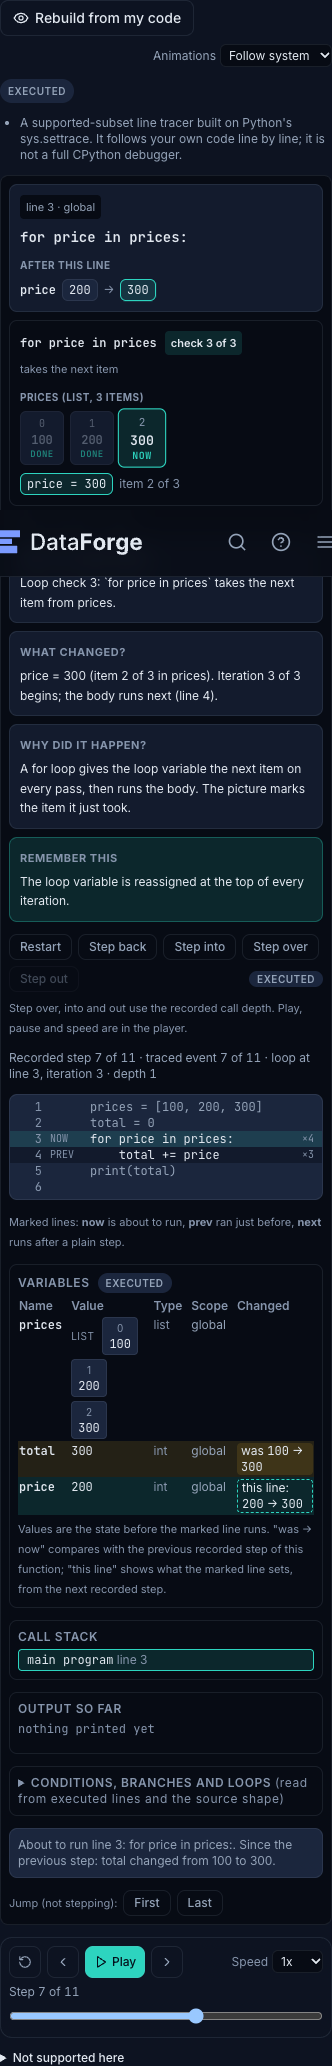 Rebuild from my code
Animations Follow system
EXECUTED
• A supported-subset line tracer built on Python's
sys.settrace. It follows your own code line by line; it is
not a full CPython debugger.
line 3 · global
for price in prices:
AFTER THIS LINE
price 200 → 300
for price in prices check 3 of 3
takes the next item
PRICES (LIST, 3 ITEMS)
0 1 2
100 200 300
DONE DONE NOW
price = 300 item 2 of 3
DataForge
Loop check 3: `for price in prices` takes the next
item from prices.
WHAT CHANGED?
price = 300 (item 2 of 3 in prices). Iteration 3 of 3
begins; the body runs next (line 4).
WHY DID IT HAPPEN?
A for loop gives the loop variable the next item on
every pass, then runs the body. The picture marks
the item it just took.
REMEMBER THIS
The loop variable is reassigned at the top of every
iteration.
Restart Step back Step into Step over
Step out EXECUTED
Step over, into and out use the recorded call depth. Play,
pause and speed are in the player.
Recorded step 7 of 11 · traced event 7 of 11 · loop at
line 3, iteration 3 · depth 1
1 prices = [100, 200, 300]
2 total = 0
3 NOW for price in prices: ×4
4 PREV total += price ×3
5 print(total)
6
Marked lines: now is about to run, prev ran just before, next
runs after a plain step.
VARIABLES EXECUTED
Name Value Type Scope Changed
prices LIST 0 100 list global
1
200
2
300
total 300 int global was 100 →
300
price 200 int global this line:
200 → 300
Values are the state before the marked line runs. "was →
now" compares with the previous recorded step of this
function; "this line" shows what the marked line sets,
from the next recorded step.
CALL STACK
main program line 3
OUTPUT SO FAR
nothing printed yet
▶ CONDITIONS, BRANCHES AND LOOPS (read
from executed lines and the source shape)
About to run line 3: for price in prices:. Since the
previous step: total changed from 100 to 300.
Jump (not stepping): First Last
Play Speed 1x
Step 7 of 11
▶ Not supported here